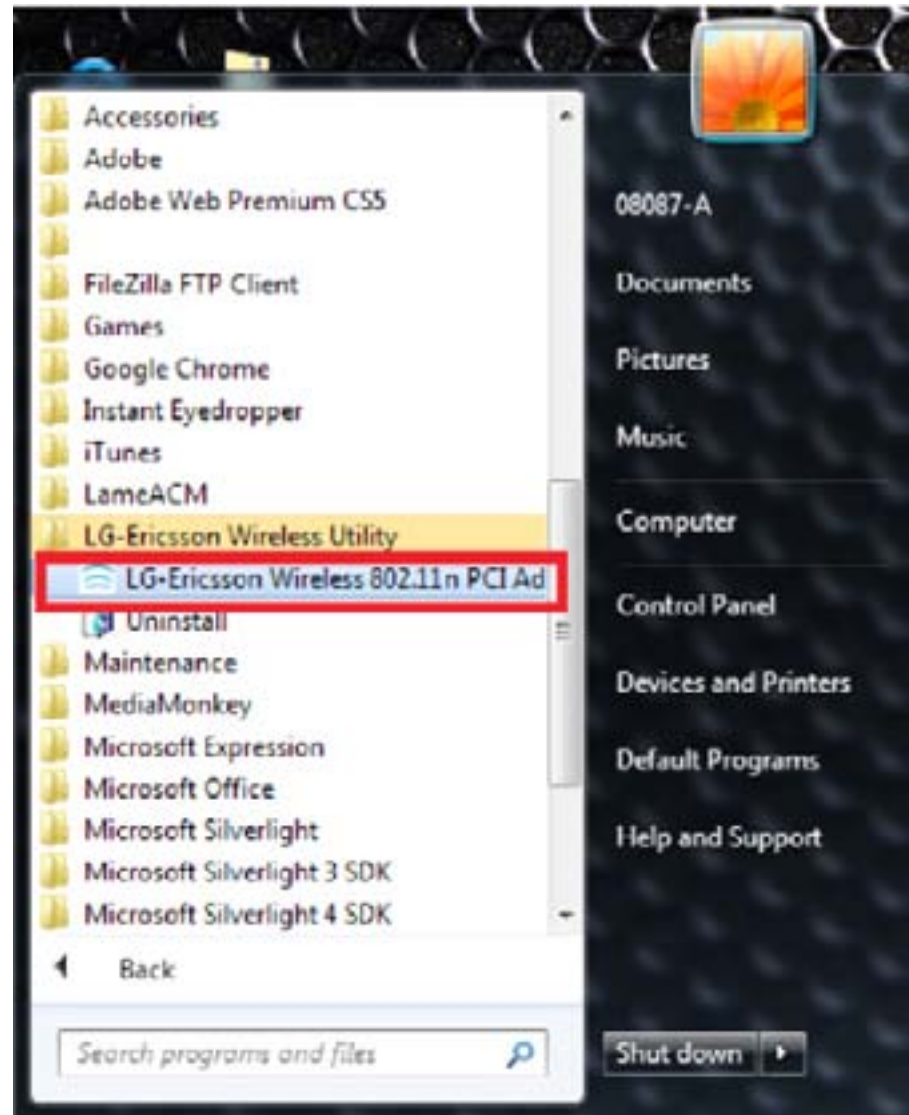 Accessories
Adobe
Adobe Web Premium CS5
FileZilla FTP Client
Games
Google Chrome
Instant Eyedropper
iTunes
LameACM
LG-Ericsson Wireless Utility
LG-Ericsson Wireless 802.11n PCI Ad
Uninstall
Maintenance
MediaMonkey
Microsoft Expression
Microsoft Office
Microsoft Silverlight
Microsoft Silverlight 3 SDK
Microsoft Silverlight 4 SDK
Back
Search programs and files
08087-A
Documents
Pictures
Music
Computer
Control Panel
Devices and Printers
Default Programs
Help and Support
Shut down